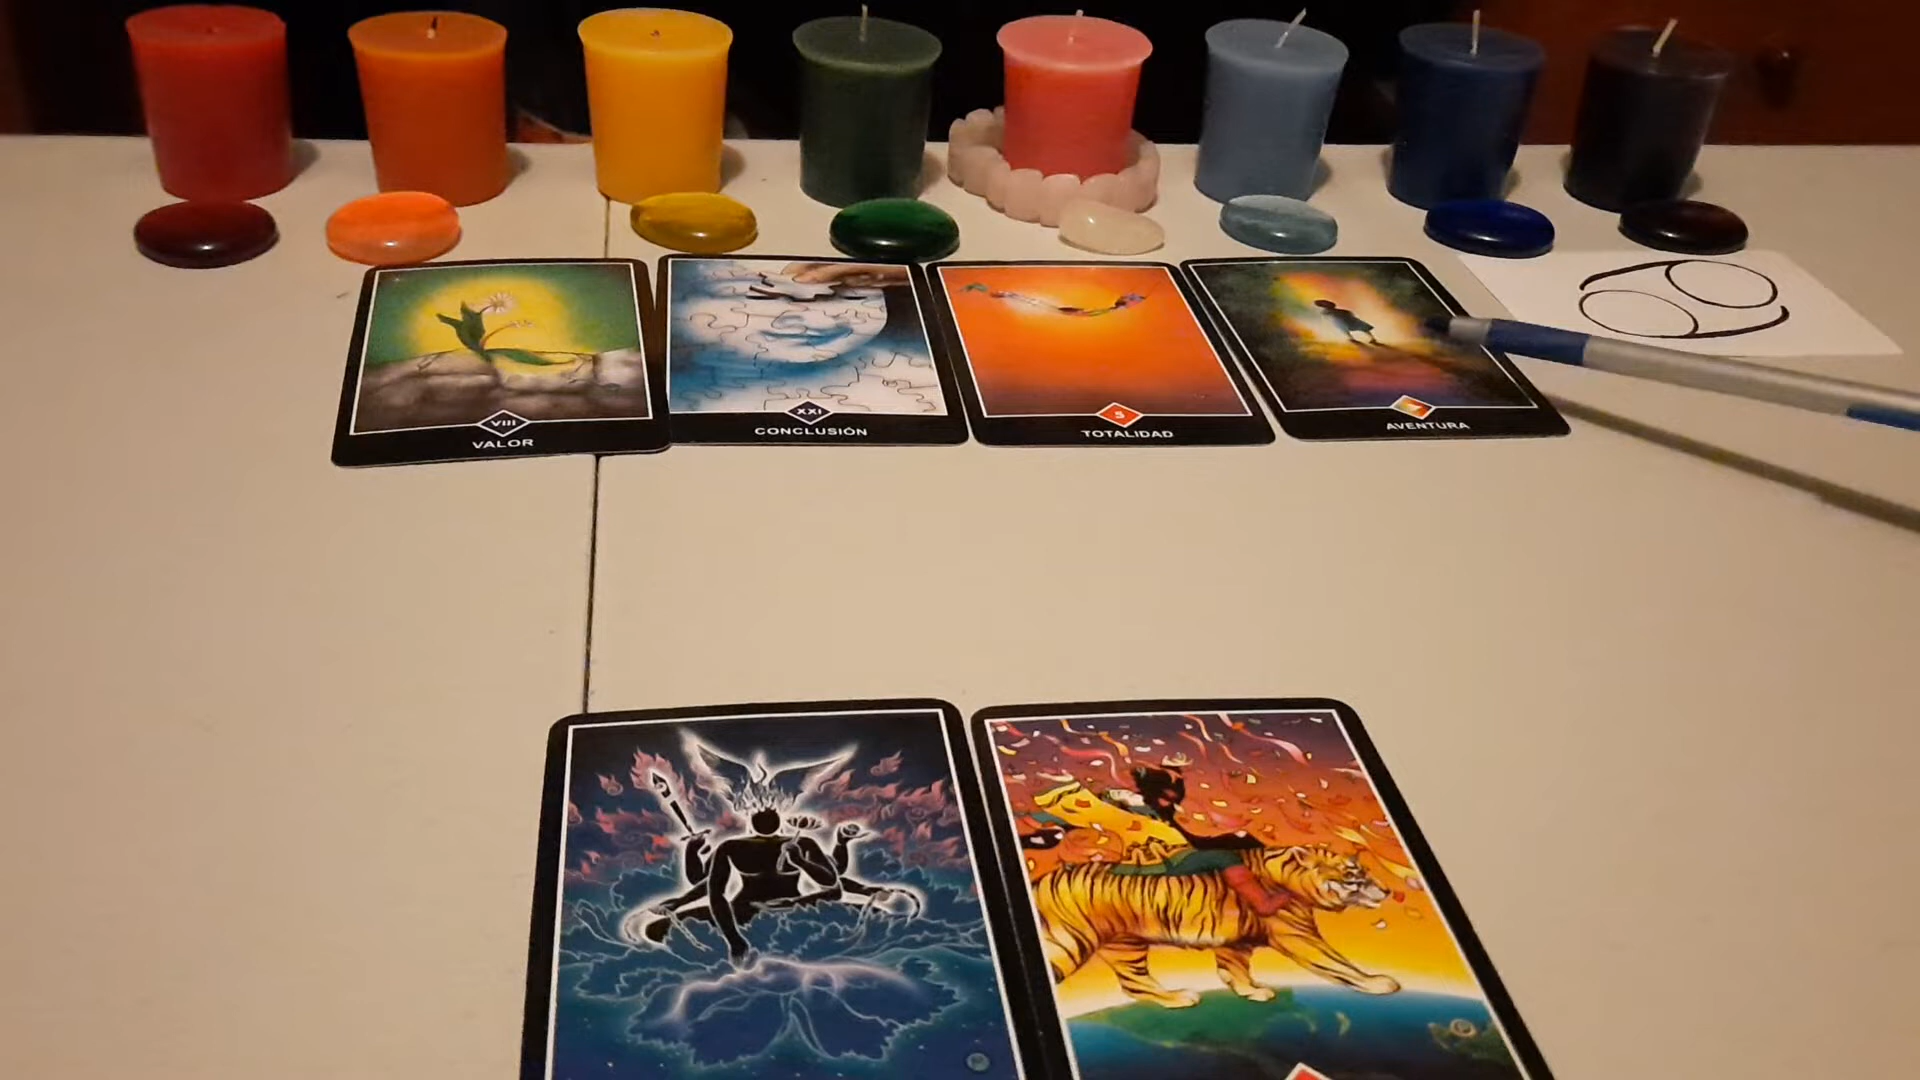 VIII
VALOR
XXI
CONCLUSIÓN
5
TOTALIDAD
AVENTURA